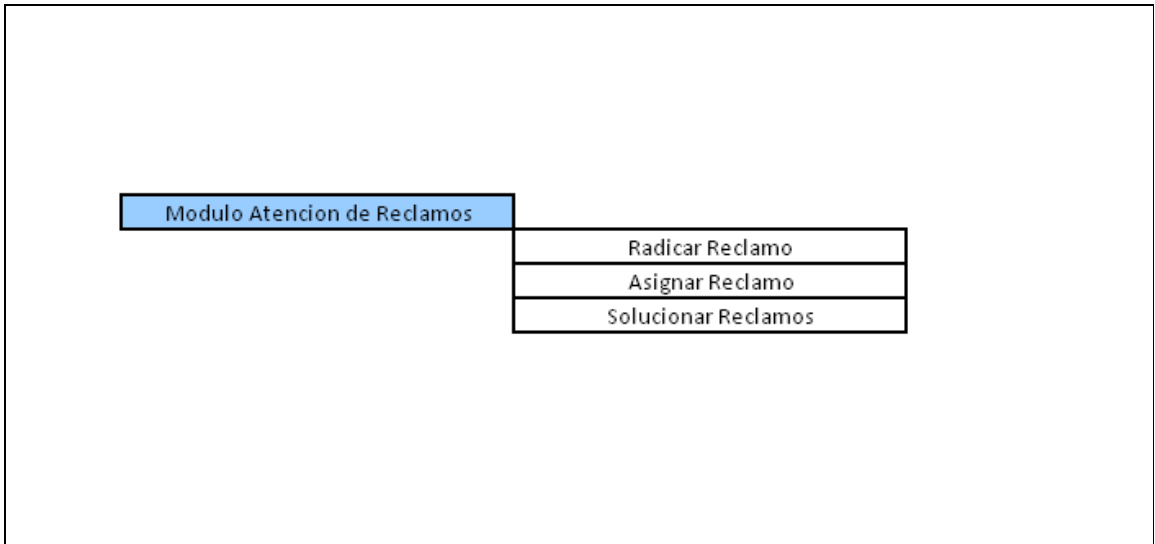 Modulo Atencion de Reclamos
Radicar Reclamo
Asignar Reclamo
Solucionar Reclamos